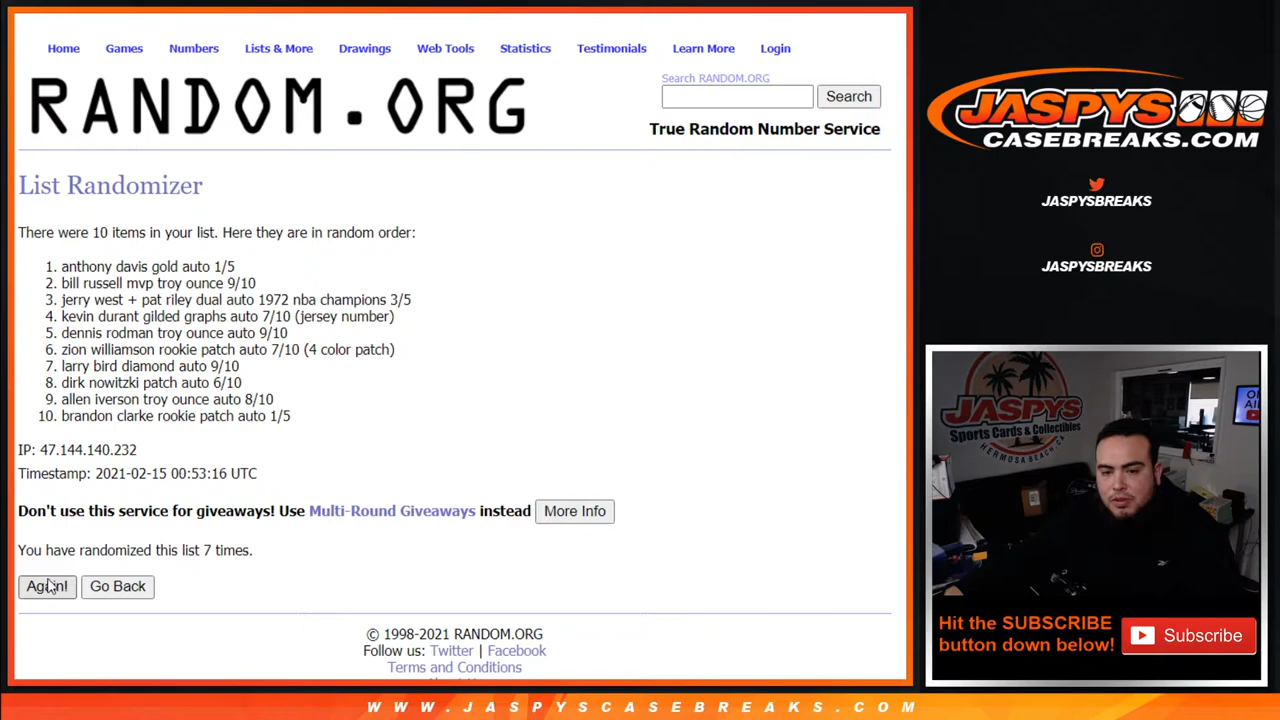 Home Games Numbers Lists & More Drawings Web Tools Statistics Testimonials Learn More Login
RANDOM.ORG
Search RANDOM.ORG
Search
True Random Number Service
List Randomizer
There were 10 items in your list. Here they are in random order:
1. anthony davis gold auto 1/5
2. bill russell mvp troy ounce 9/10
3. jerry west + pat riley dual auto 1972 nba champions 3/5
4. kevin durant gilded graphs auto 7/10 (jersey number)
5. dennis rodman troy ounce auto 9/10
6. zion williamson rookie patch auto 7/10 (4 color patch)
7. larry bird diamond auto 9/10
8. dirk nowitzki patch auto 6/10
9. allen iverson troy ounce auto 8/10
10. brandon clarke rookie patch auto 1/5
IP: 47.144.140.232
Timestamp: 2021-02-15 00:53:16 UTC
Don't use this service for giveaways! Use Multi-Round Giveaways instead More Info
You have randomized this list 7 times.
Again! Go Back
© 1998-2021 RANDOM.ORG
Follow us: Twitter | Facebook
Terms and Conditions
JASPYS
CASEBREAKS.COM
JASPYSBREAKS
JASPYSBREAKS
JASPYS
Sports Cards & Collectibles
HERMOSA BEACH, CA
Hit the SUBSCRIBE
button down below!
Subscribe
WWW.JASPYSCASEBREAKS.COM